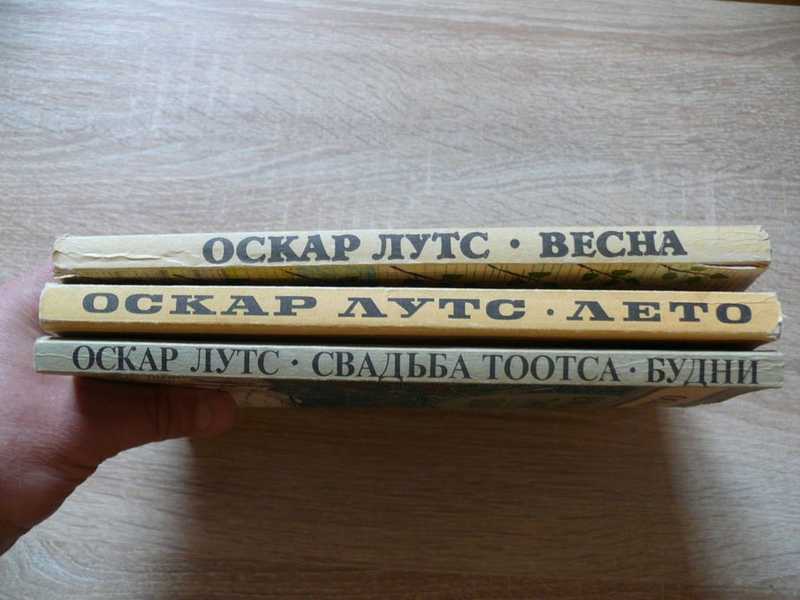 ОСКАР ЛУТС · ВЕСНА
ОСКАР ЛУТС · ЛЕТО
ОСКАР ЛУТС · СВАДЬБА ТООТСА · БУДНИ